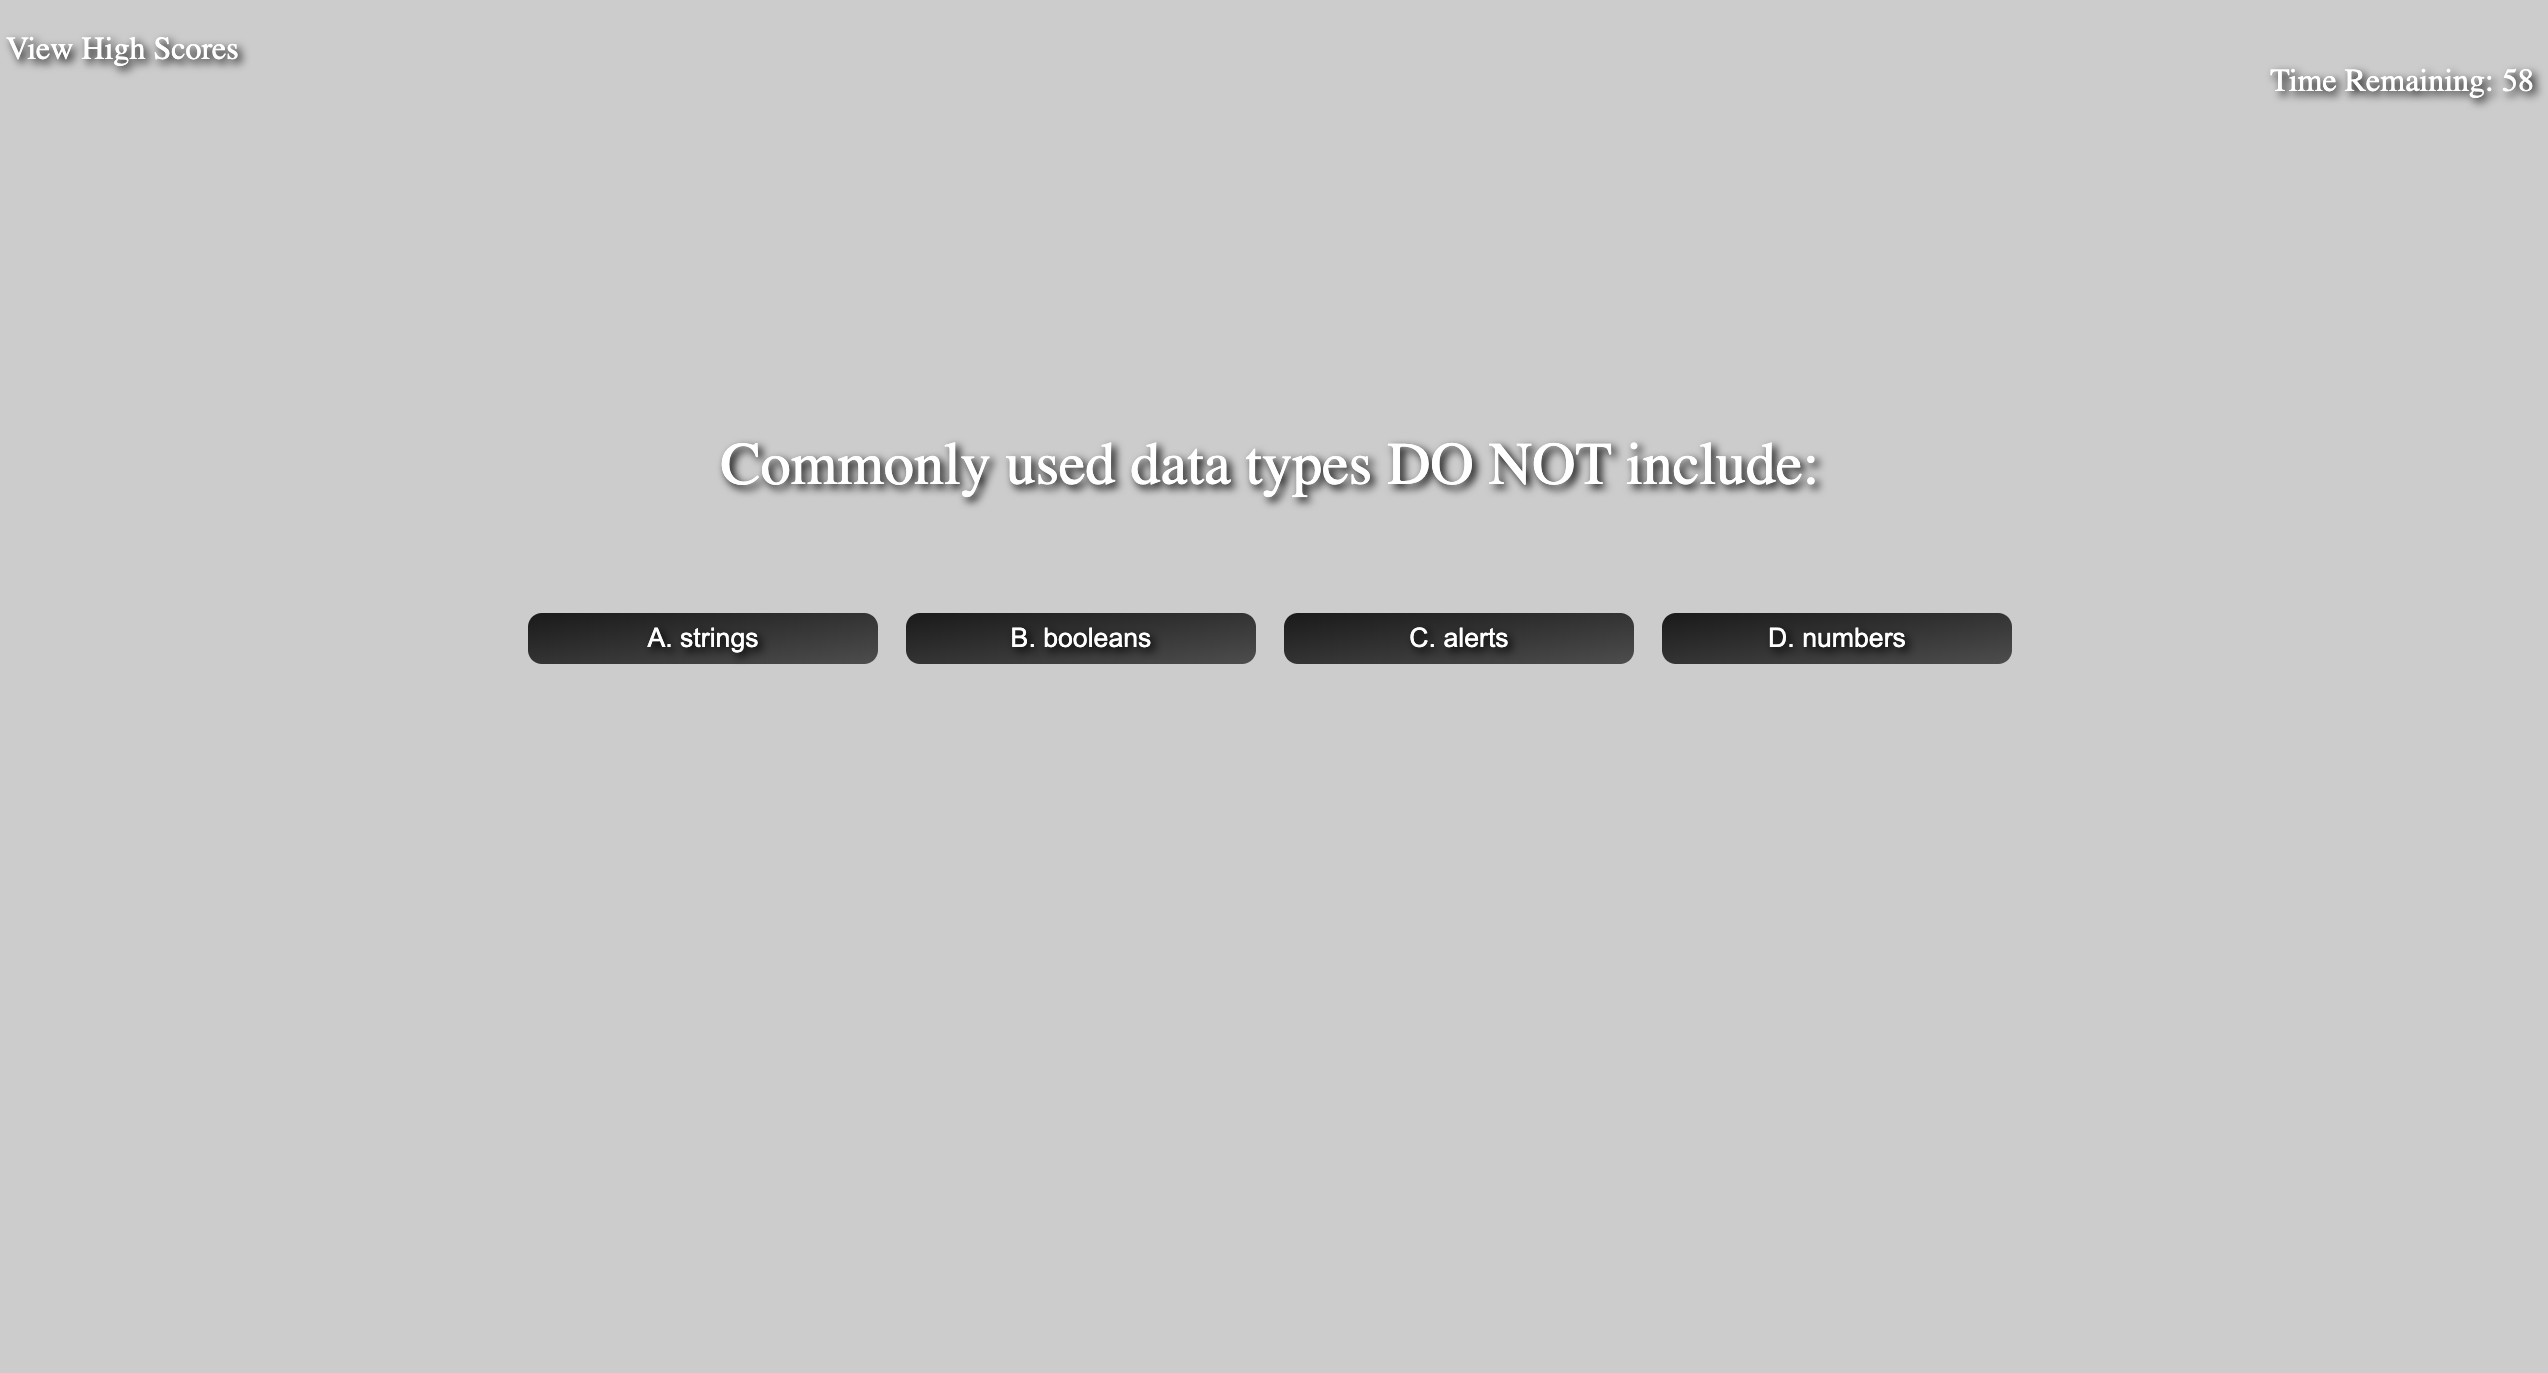 View High Scores
Time Remaining: 58
Commonly used data types DO NOT include:
A. strings
B. booleans
C. alerts
D. numbers